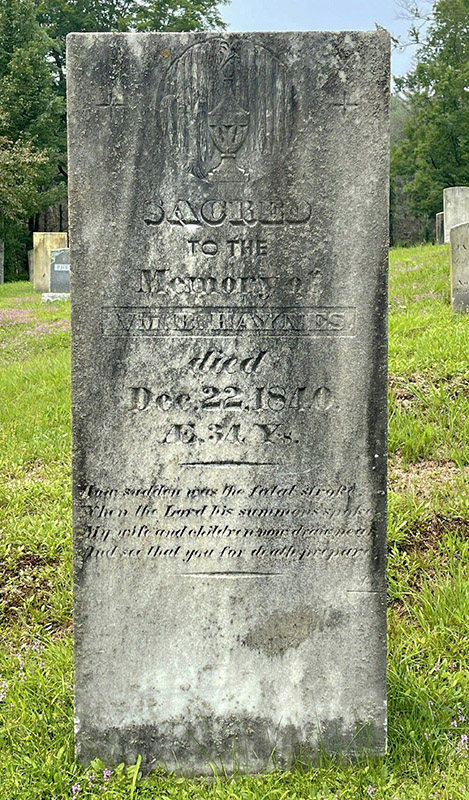 SACRED
TO THE
Memory of
HAYNES
died
Dec. 22, 1840.
Æ. 34 Ys.
How sudden was the fatal stroke
When the Lord his summons spoke
My wife and children now draw near
And see that you for death prepare